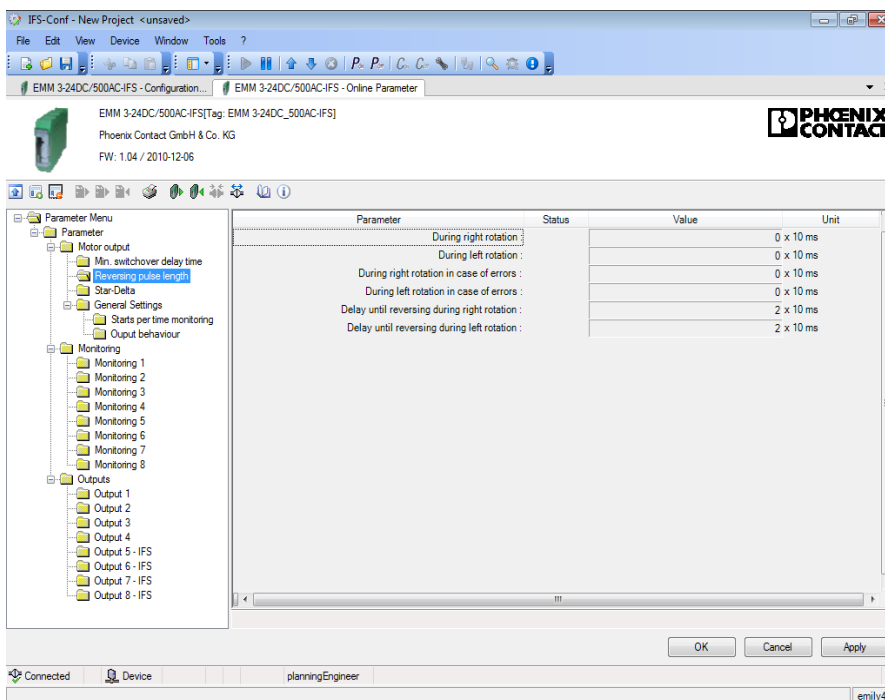 IFS-Conf - New Project <unsaved>
File Edit View Device Window Tools ?
EMM 3-24DC/500AC-IFS - Configuration... EMM 3-24DC/500AC-IFS - Online Parameter
EMM 3-24DC/500AC-IFS[Tag: EMM 3-24DC_500AC-IFS]
Phoenix Contact GmbH & Co. KG
FW: 1.04 / 2010-12-06
PHŒNIX
CONTACT
Parameter Menu
Parameter
Motor output
Min. switchover delay time
Reversing pulse length
Star-Delta
General Settings
Starts per time monitoring
Ouput behaviour
Monitoring
Monitoring 1
Monitoring 2
Monitoring 3
Monitoring 4
Monitoring 5
Monitoring 6
Monitoring 7
Monitoring 8
Outputs
Output 1
Output 2
Output 3
Output 4
Output 5 - IFS
Output 6 - IFS
Output 7 - IFS
Output 8 - IFS
Parameter Status Value Unit
During right rotation : 0 x 10 ms
During left rotation : 0 x 10 ms
During right rotation in case of errors : 0 x 10 ms
During left rotation in case of errors : 0 x 10 ms
Delay until reversing during right rotation : 2 x 10 ms
Delay until reversing during left rotation : 2 x 10 ms
OK Cancel Apply
Connected Device planningEngineer
emily4